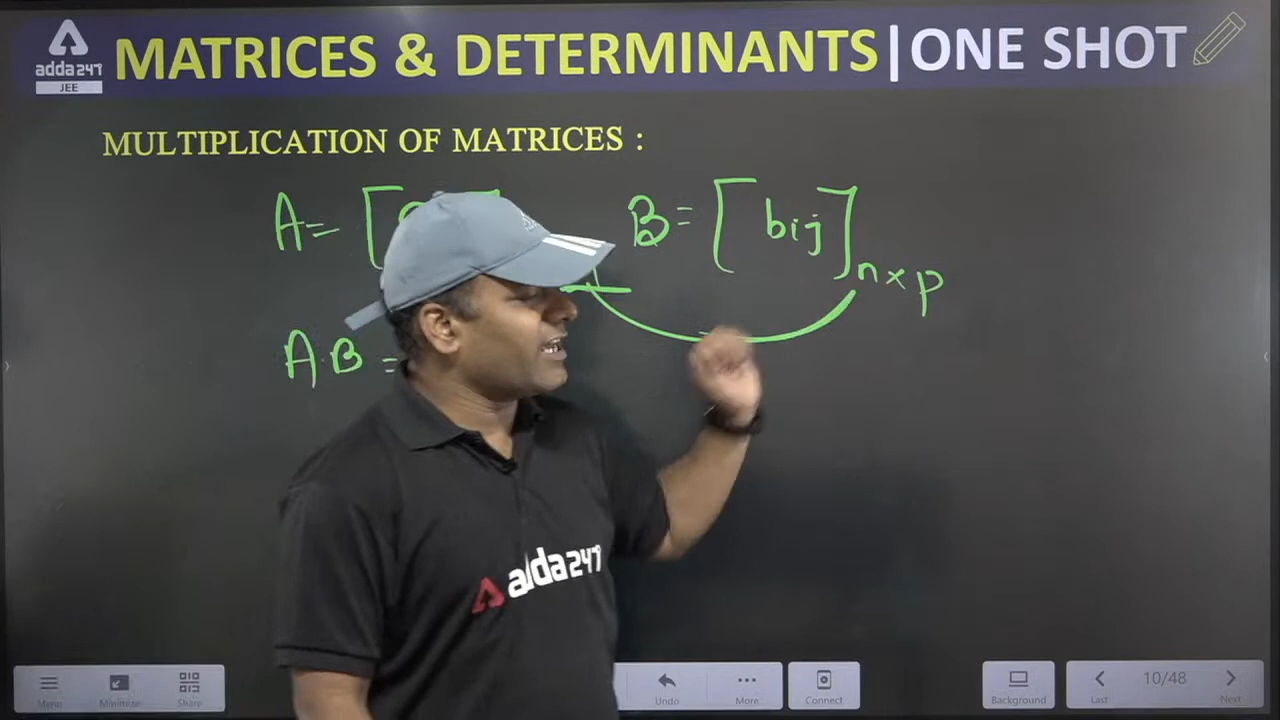 adda247
JEE
MATRICES & DETERMINANTS|ONE SHOT
MULTIPLICATION OF MATRICES :
A = [ B = [ bij ] n × p
A·B =
adda247
Menu Minimize Share Undo More Connect Background Last 10/48 Next